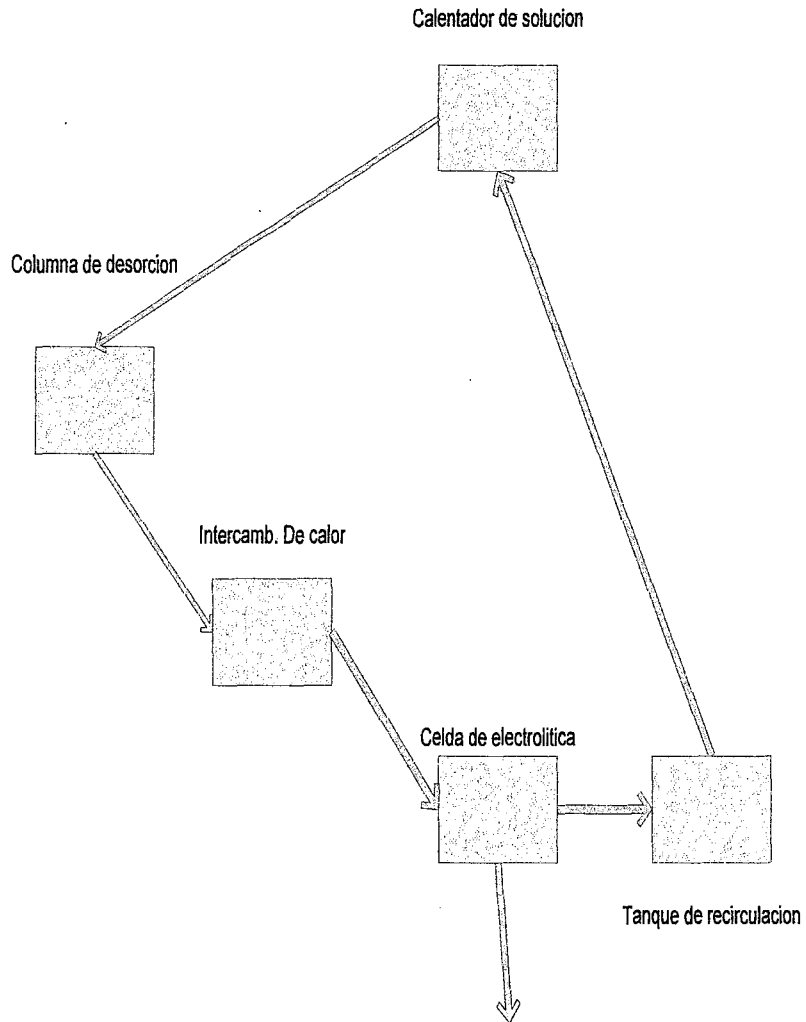 Calentador de solucion
Columna de desorcion
Intercamb. De calor
Celda de electrolitica
Tanque de recirculacion